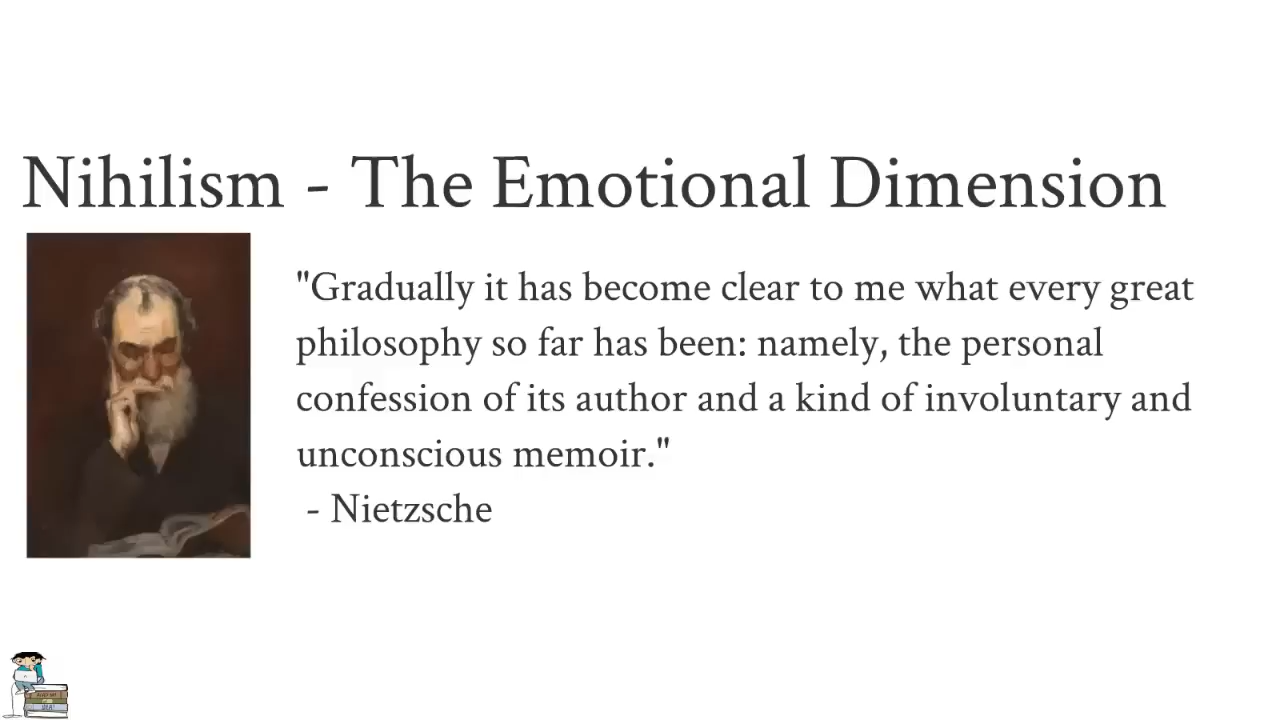 Nihilism - The Emotional Dimension
"Gradually it has become clear to me what every great
philosophy so far has been: namely, the personal
confession of its author and a kind of involuntary and
unconscious memoir."
- Nietzsche